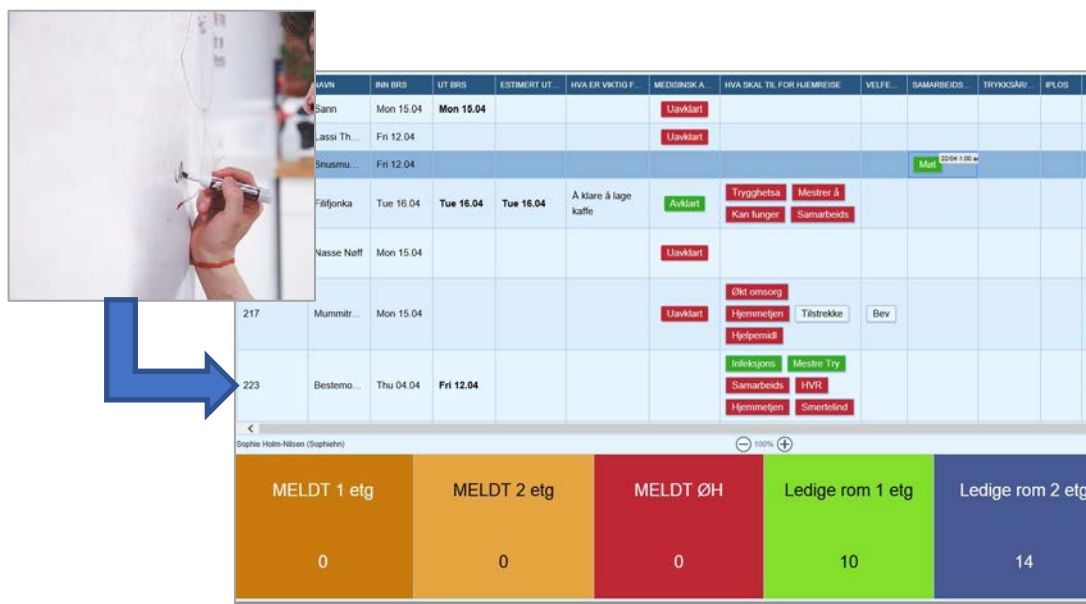 NAVN INN BRS UT BRS ESTIMERT UT... HVA ER VIKTIG F... MEDISINSK A... HVA SKAL TIL FOR HJEMREISE VELFE... SAMARBEIDS... TRYKKSÅR/... IPLOS
Sann Mon 15.04 Mon 15.04 Uavklart
Lassi Th... Fri 12.04 Uavklart
Snusmu... Fri 12.04 Møt 22/04 1:00
Filifjonka Tue 16.04 Tue 16.04 Tue 16.04 Å klare å lage kaffe Avklart Trygghetsa Mestrer å
Kan funger Samarbeids
Nasse Nøff Mon 15.04 Uavklart
Økt omsorg
217 Mummitr... Mon 15.04 Uavklart Hjemmetjen Tilstrekke Bev
Hjelpemidl
Infeksjons Mestre Try
223 Bestemo... Thu 04.04 Fri 12.04 Samarbeids HVR
Hjemmetjen Smertelind
Sophie Holm-Nilsen (Sophiehn) 100%
MELDT 1 etg MELDT 2 etg MELDT ØH Ledige rom 1 etg Ledige rom 2 etg
0 0 0 10 14